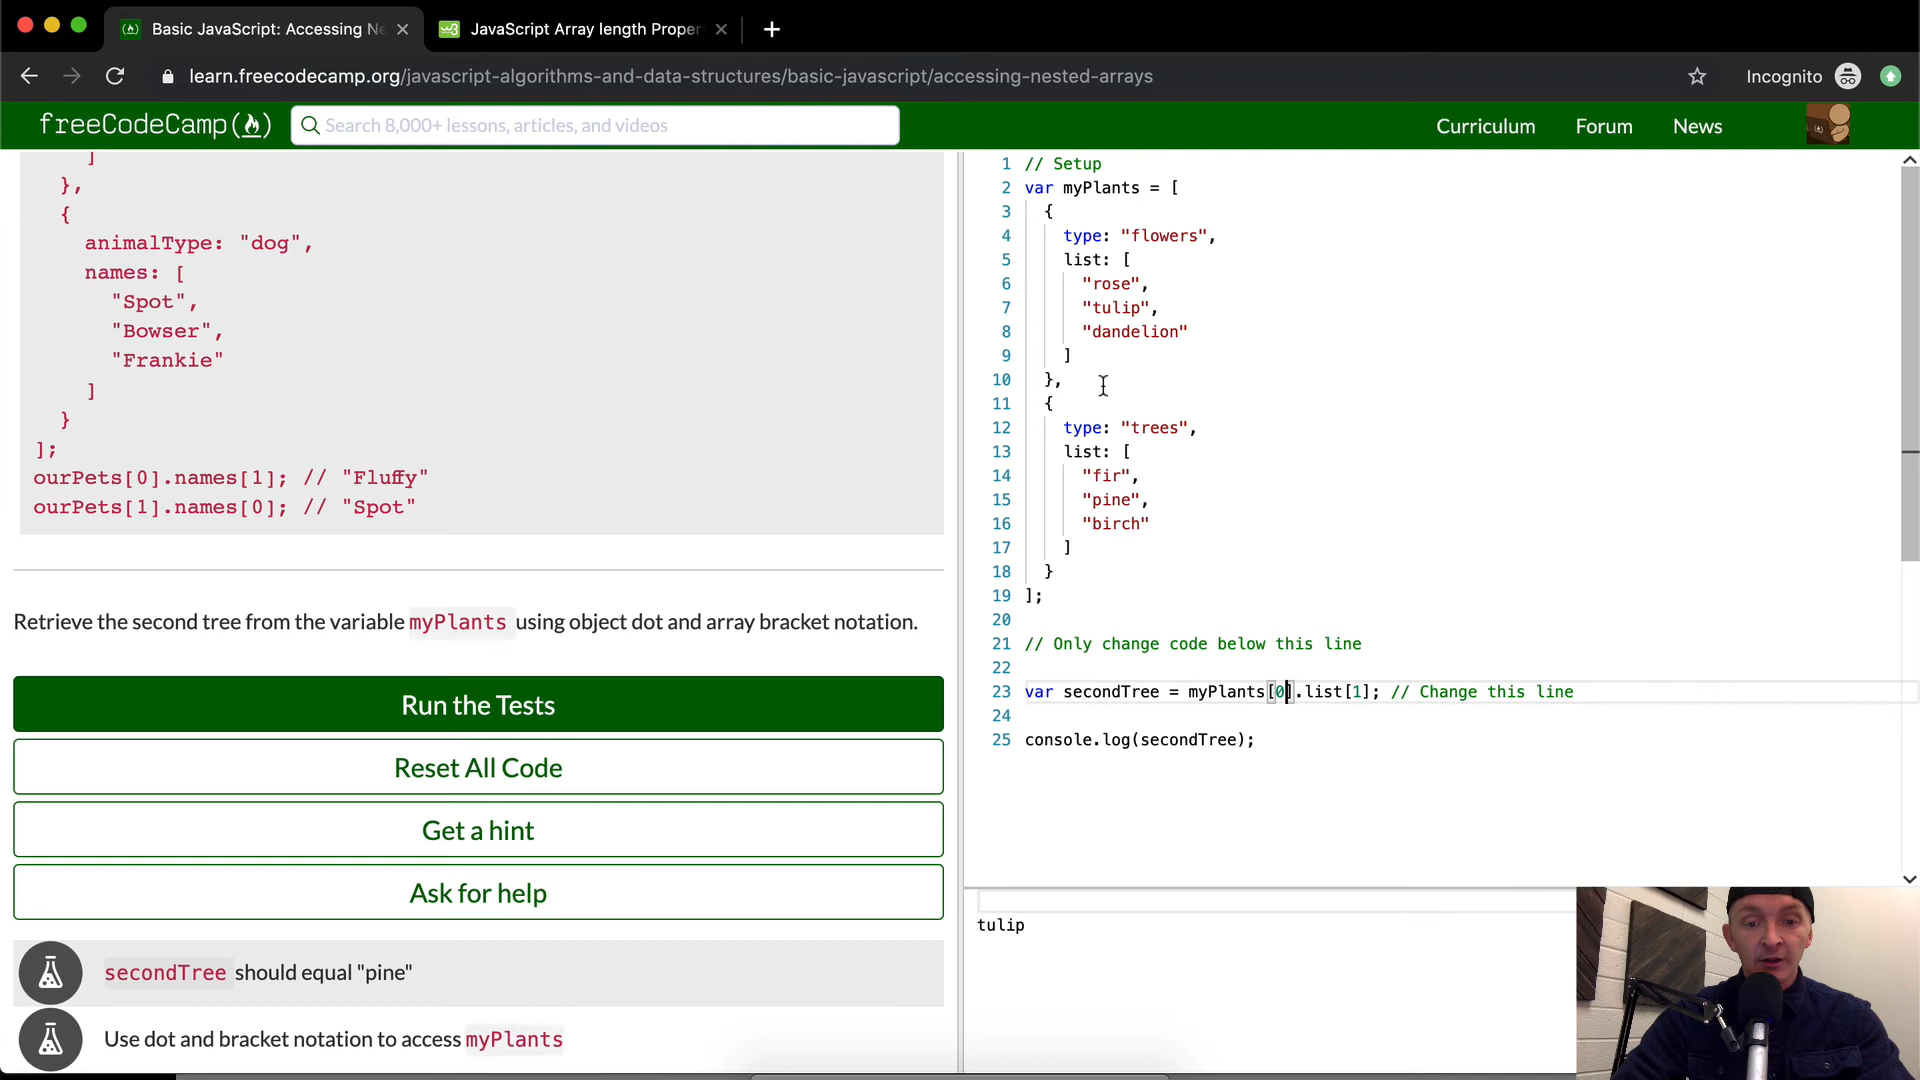 Basic JavaScript: Accessing Ne
JavaScript Array length Proper
learn.freecodecamp.org/javascript-algorithms-and-data-structures/basic-javascript/accessing-nested-arrays
Incognito
freeCodeCamp
Search 8,000+ lessons, articles, and videos
Curriculum
Forum
News
]
},
{
animalType: "dog",
names: [
"Spot",
"Bowser",
"Frankie"
]
}
];
ourPets[0].names[1]; // "Fluffy"
ourPets[1].names[0]; // "Spot"
Retrieve the second tree from the variable myPlants using object dot and array bracket notation.
Run the Tests
Reset All Code
Get a hint
Ask for help
secondTree should equal "pine"
Use dot and bracket notation to access myPlants
1 // Setup
2 var myPlants = [
3 {
4 type: "flowers",
5 list: [
6 "rose",
7 "tulip",
8 "dandelion"
9 ]
10 },
11 {
12 type: "trees",
13 list: [
14 "fir",
15 "pine",
16 "birch"
17 ]
18 }
19 ];
20
21 // Only change code below this line
22
23 var secondTree = myPlants[0].list[1]; // Change this line
24
25 console.log(secondTree);
tulip